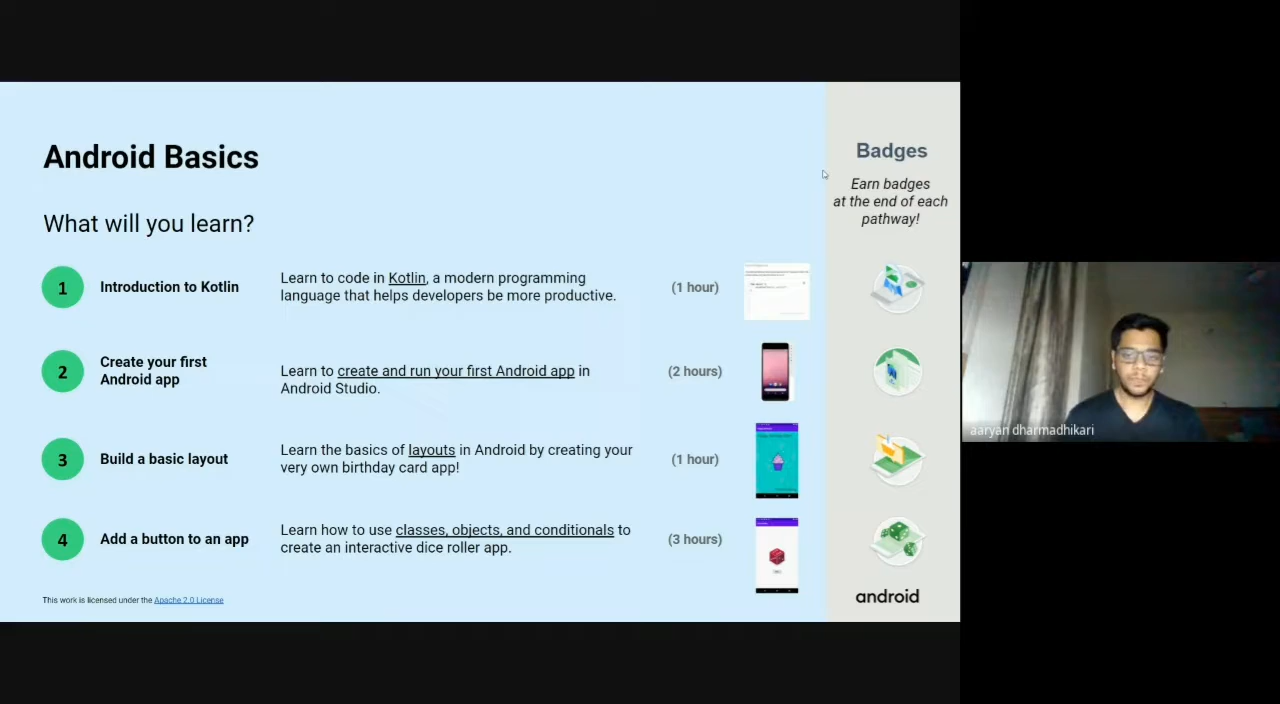 Android Basics
What will you learn?
1
Introduction to Kotlin
Learn to code in Kotlin, a modern programming
language that helps developers be more productive.
(1 hour)
2
Create your first
Android app
Learn to create and run your first Android app in
Android Studio.
(2 hours)
3
Build a basic layout
Learn the basics of layouts in Android by creating your
very own birthday card app!
(1 hour)
4
Add a button to an app
Learn how to use classes, objects, and conditionals to
create an interactive dice roller app.
(3 hours)
This work is licensed under the Apache 2.0 License
Badges
Earn badges
at the end of each
pathway!
android
aaryan dharmadhikari